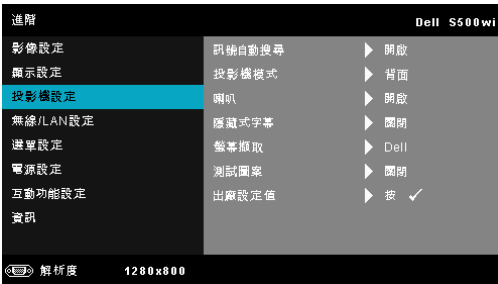 進階 Dell S500wi
影像設定 訊號自動搜尋 開啟
顯示設定 投影機模式 背面
投影機設定 喇叭 開啟
無線/LAN設定 隱藏式字幕 關閉
選單設定 螢幕擷取 Dell
電源設定 測試圖案 關閉
互動功能設定 出廠設定值 按 ✓
資訊
解析度 1280x800